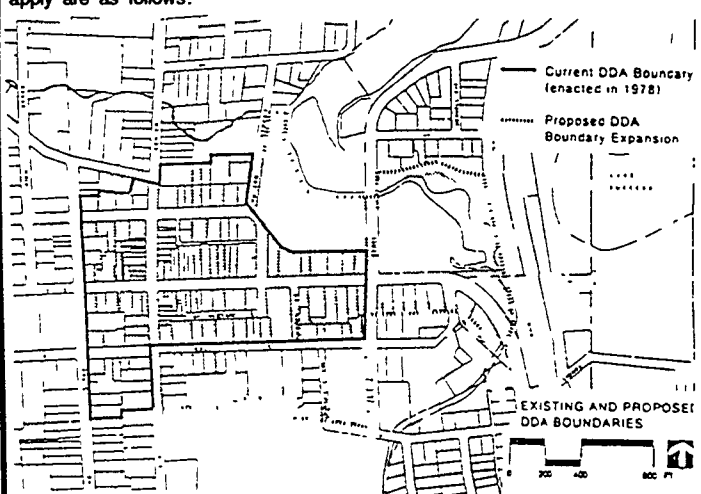 apply are as follows:
Current DDA Boundary
(enacted in 1978)
Proposed DDA
Boundary Expansion
EXISTING AND PROPOSED
DDA BOUNDARIES
0 200 400 800 FT